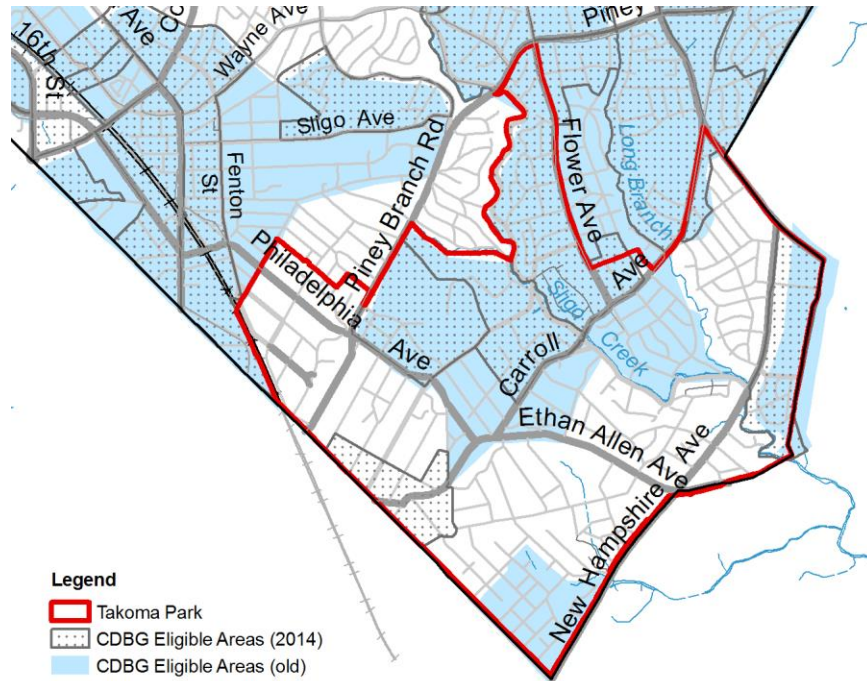 16th
St
Ave
Co
Wayne Ave
Piney
Sligo Ave
Fenton
St
Piney Branch Rd
Flower Ave
Long Branch
Philadelphia
Ave
Ave
Sligo
Creek
Carroll
Ethan Allen Ave
New Hampshire Ave
Legend
Takoma Park
CDBG Eligible Areas (2014)
CDBG Eligible Areas (old)